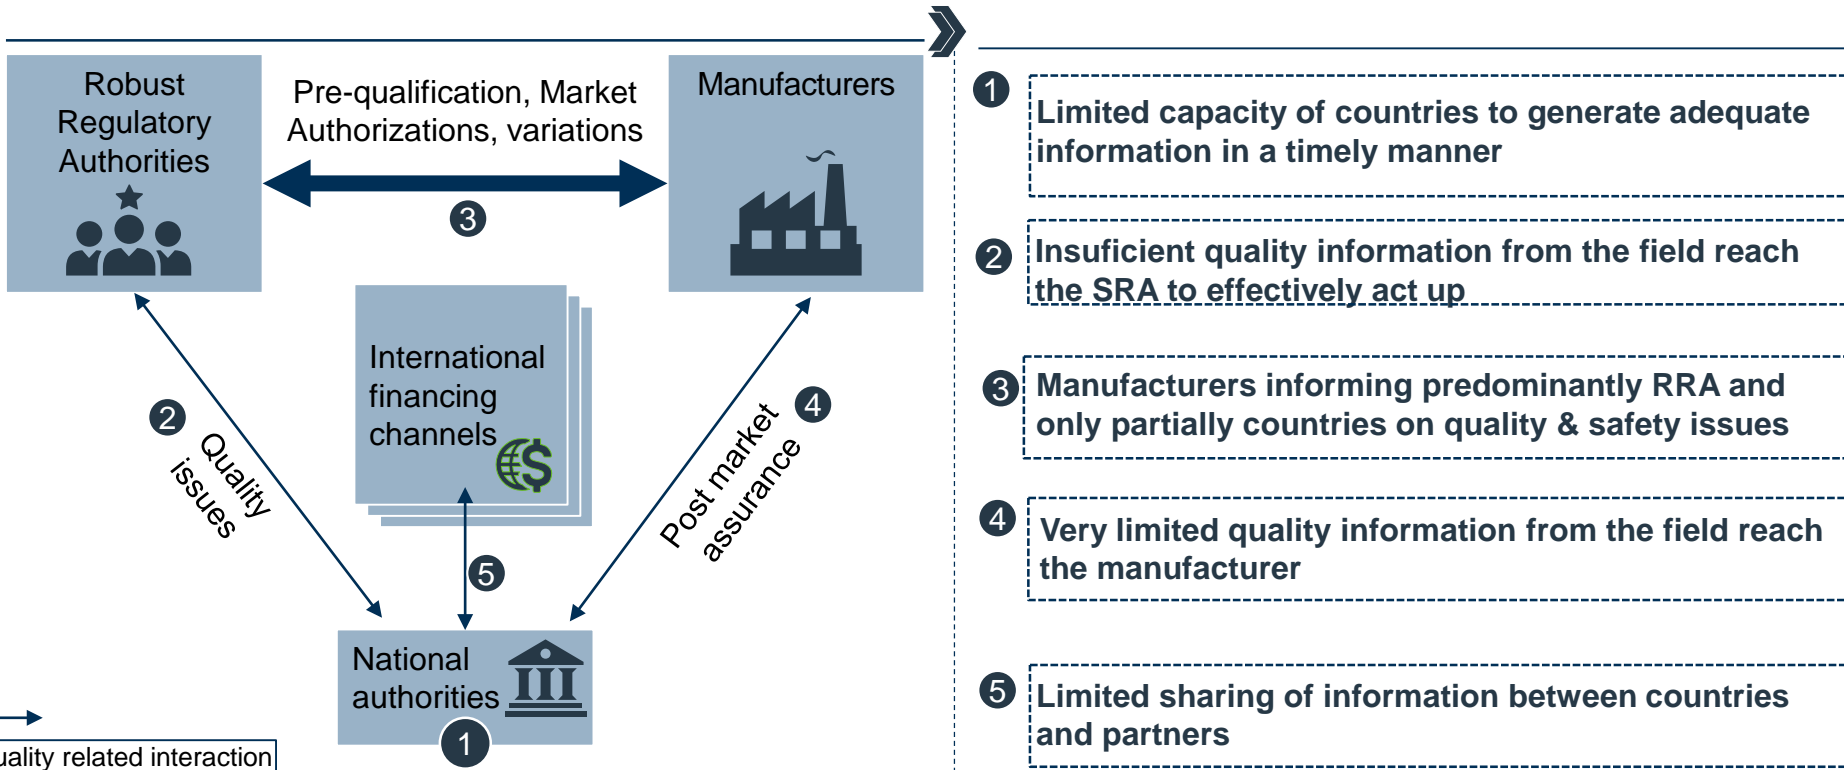 Robust
Regulatory
Authorities
Pre-qualification, Market
Authorizations, variations
3
Manufacturers
International
financing
channels
$
2
Quality
issues
4
Post market
assurance
5
National
authorities
1
related interaction
1
Limited capacity of countries to generate adequate
information in a timely manner
2
Insuficient quality information from the field reach
the SRA to effectively act up
3
Manufacturers informing predominantly RRA and
only partially countries on quality & safety issues
4
Very limited quality information from the field reach
the manufacturer
5
Limited sharing of information between countries
and partners